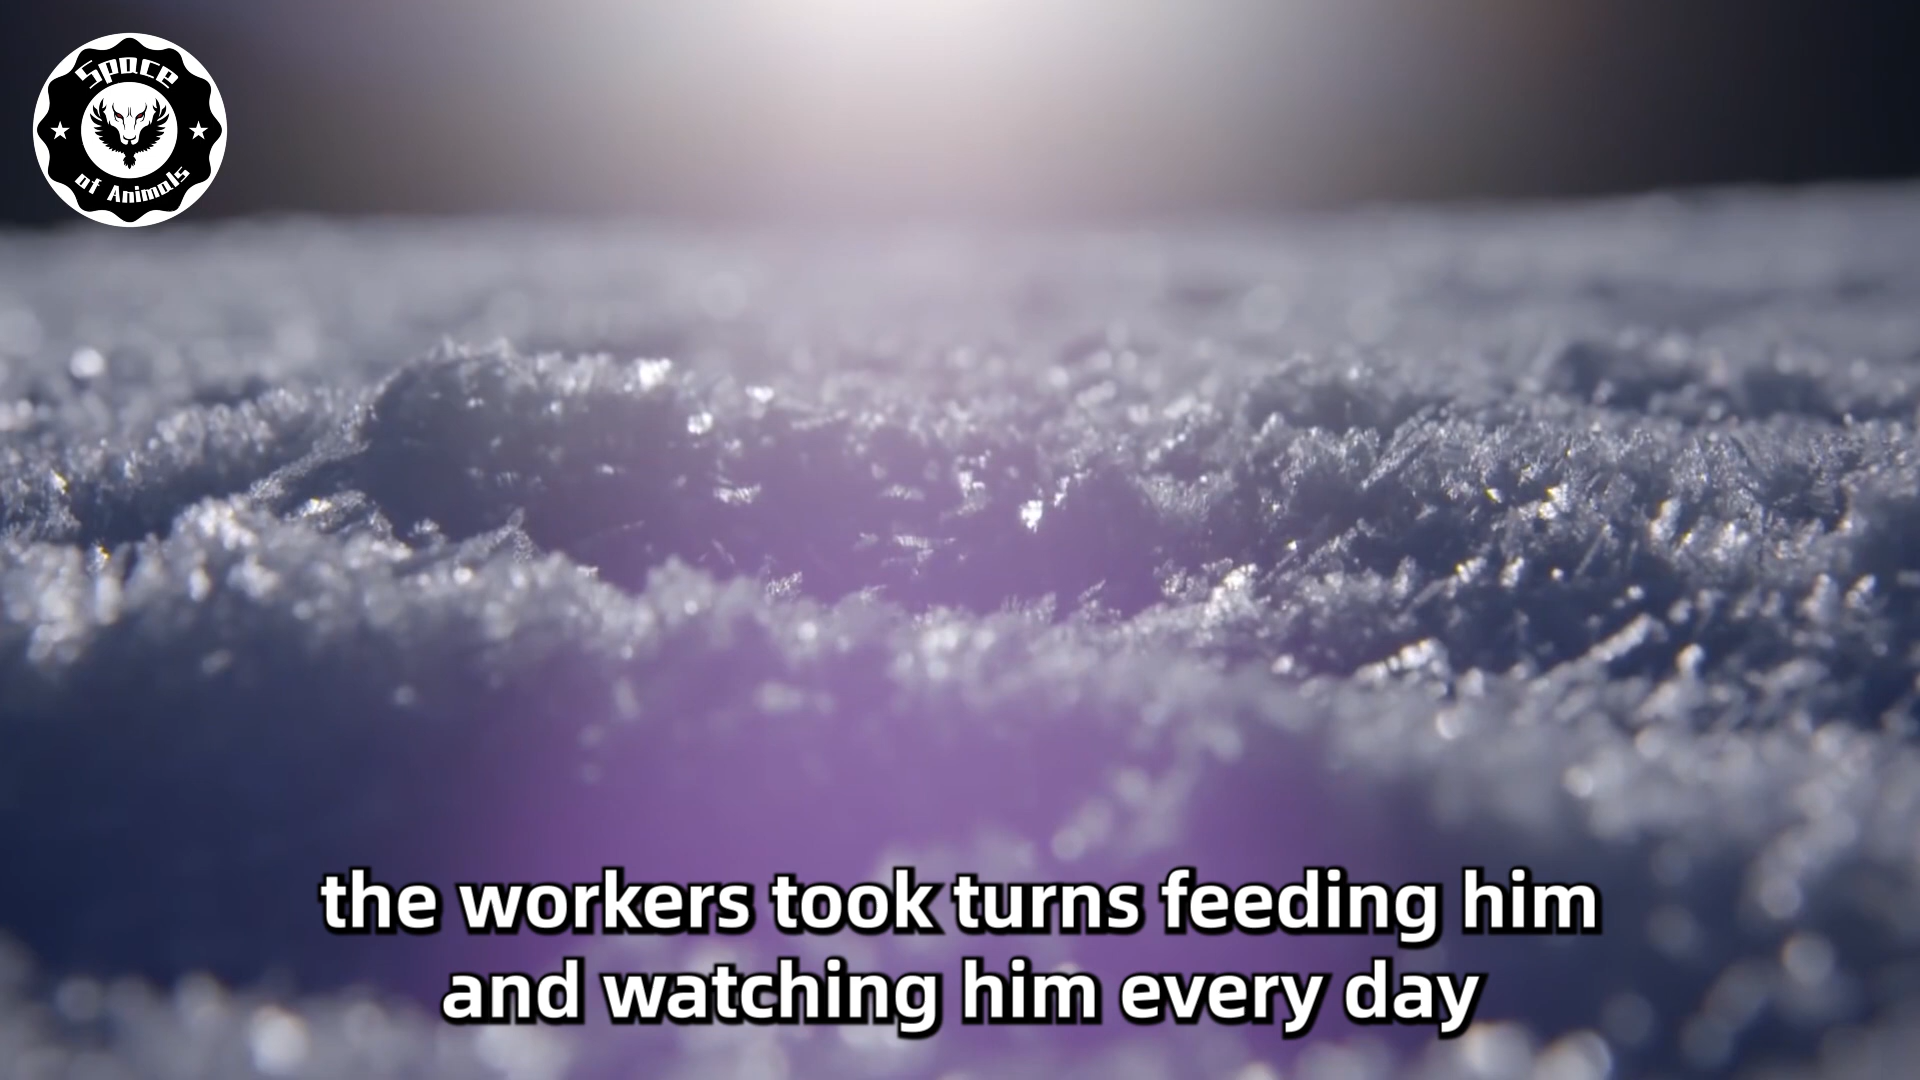 Space
of Animals
the workers took turns feeding him
and watching him every day